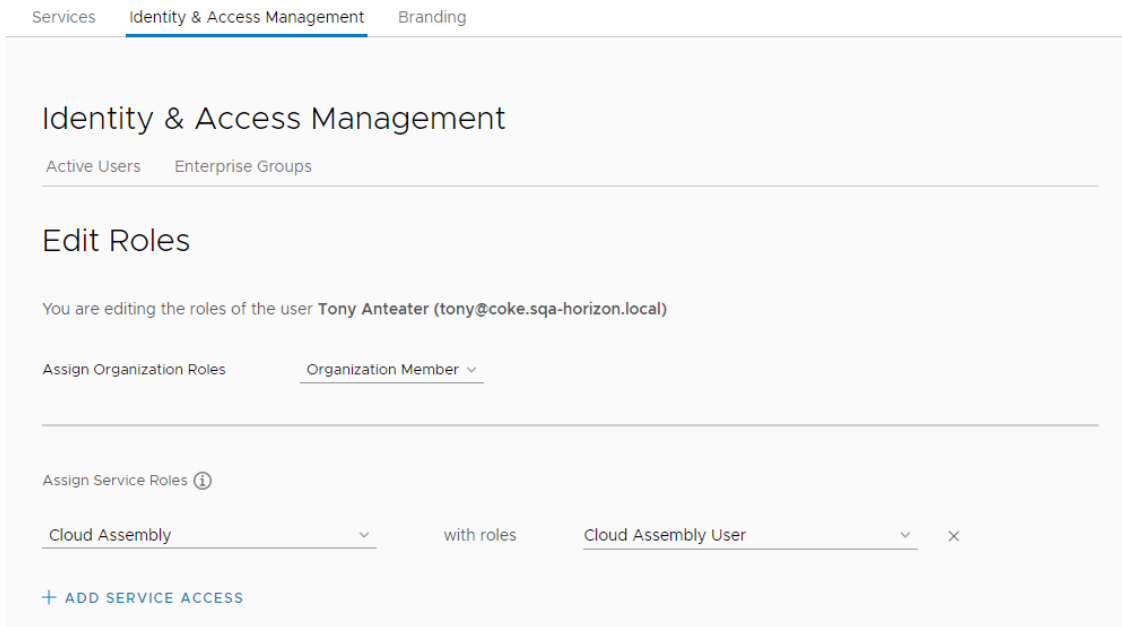 Services Identity & Access Management Branding
Identity & Access Management
Active Users Enterprise Groups
Edit Roles
You are editing the roles of the user Tony Anteater (tony@coke.sqa-horizon.local)
Assign Organization Roles Organization Member
Assign Service Roles
Cloud Assembly with roles Cloud Assembly User
ADD SERVICE ACCESS